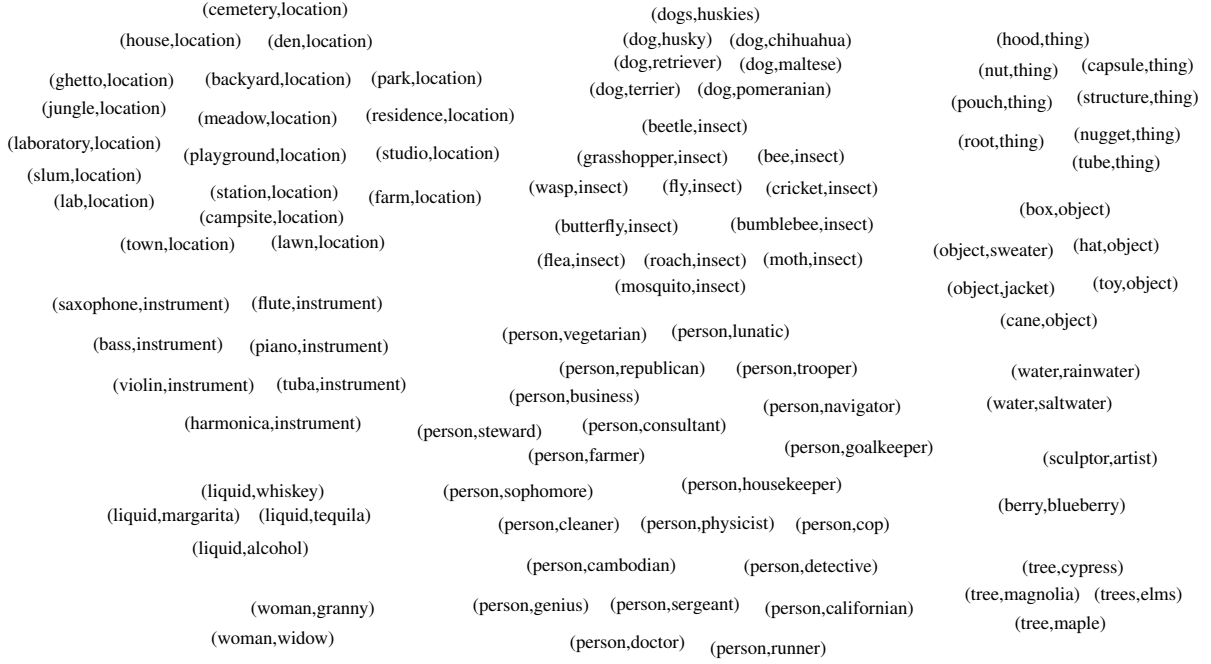 (cemetery,location)
(house,location) (den,location)
(ghetto,location) (backyard,location) (park,location)
(jungle,location) (meadow,location) (residence,location)
(laboratory,location) (playground,location) (studio,location)
(slum,location) (station,location) (farm,location)
(lab,location) (campsite,location)
(town,location) (lawn,location)
(saxophone,instrument) (flute,instrument)
(bass,instrument) (piano,instrument)
(violin,instrument) (tuba,instrument)
(harmonica,instrument)
(liquid,whiskey)
(liquid,margarita) (liquid,tequila)
(liquid,alcohol)
(woman,granny)
(woman,widow)
(dogs,huskies)
(dog,husky) (dog,chihuahua)
(dog,retriever) (dog,maltese)
(dog,terrier) (dog,pomeranian)
(beetle,insect)
(grasshopper,insect) (bee,insect)
(wasp,insect) (fly,insect) (cricket,insect)
(butterfly,insect) (bumblebee,insect)
(flea,insect) (roach,insect) (moth,insect)
(mosquito,insect)
(person,vegetarian) (person,lunatic)
(person,republican) (person,trooper)
(person,business) (person,navigator)
(person,steward) (person,consultant)
(person,farmer) (person,goalkeeper)
(person,sophomore) (person,housekeeper)
(person,cleaner) (person,physicist) (person,cop)
(person,cambodian) (person,detective)
(person,genius) (person,sergeant) (person,californian)
(person,doctor) (person,runner)
(hood,thing)
(nut,thing) (capsule,thing)
(pouch,thing) (structure,thing)
(root,thing) (nugget,thing)
(tube,thing)
(box,object)
(object,sweater) (hat,object)
(object,jacket) (toy,object)
(cane,object)
(water,rainwater)
(water,saltwater)
(sculptor,artist)
(berry,blueberry)
(tree,cypress)
(tree,magnolia) (trees,elms)
(tree,maple)